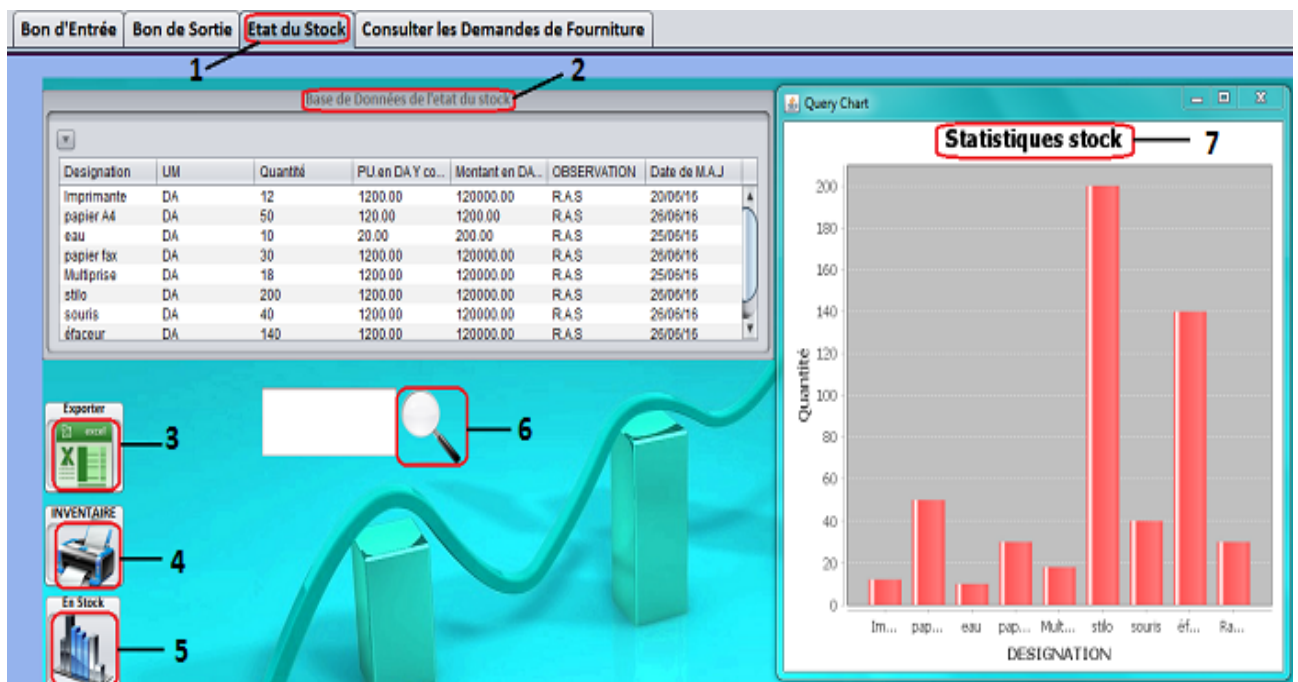 Bon d'Entrée Bon de Sortie Etat du Stock Consulter les Demandes de Fourniture
1
2
Base de Données de l'etat du stock
Designation UM Quantité PU.en DA Y co... Montant en DA... OBSERVATION Date de M.A.J
Imprimante DA 12 1200.00 120000.00 R.A.S 20/06/16
papier A4 DA 50 120.00 1200.00 R.A.S 26/06/16
eau DA 10 20.00 200.00 R.A.S 25/06/16
papier fax DA 30 1200.00 120000.00 R.A.S 26/06/16
Multiprise DA 18 1200.00 120000.00 R.A.S 25/06/16
stilo DA 200 1200.00 120000.00 R.A.S 26/06/16
souris DA 40 1200.00 120000.00 R.A.S 26/06/16
éfaceur DA 140 1200.00 120000.00 R.A.S 26/06/16
Exporter
excel
3
INVENTAIRE
4
En Stock
5
6
Query Chart
Statistiques stock
7
Quantité
200
180
160
140
120
100
80
60
40
20
0
Im... pap... eau pap... Mult... stilo souris éf... Ra...
DESIGNATION